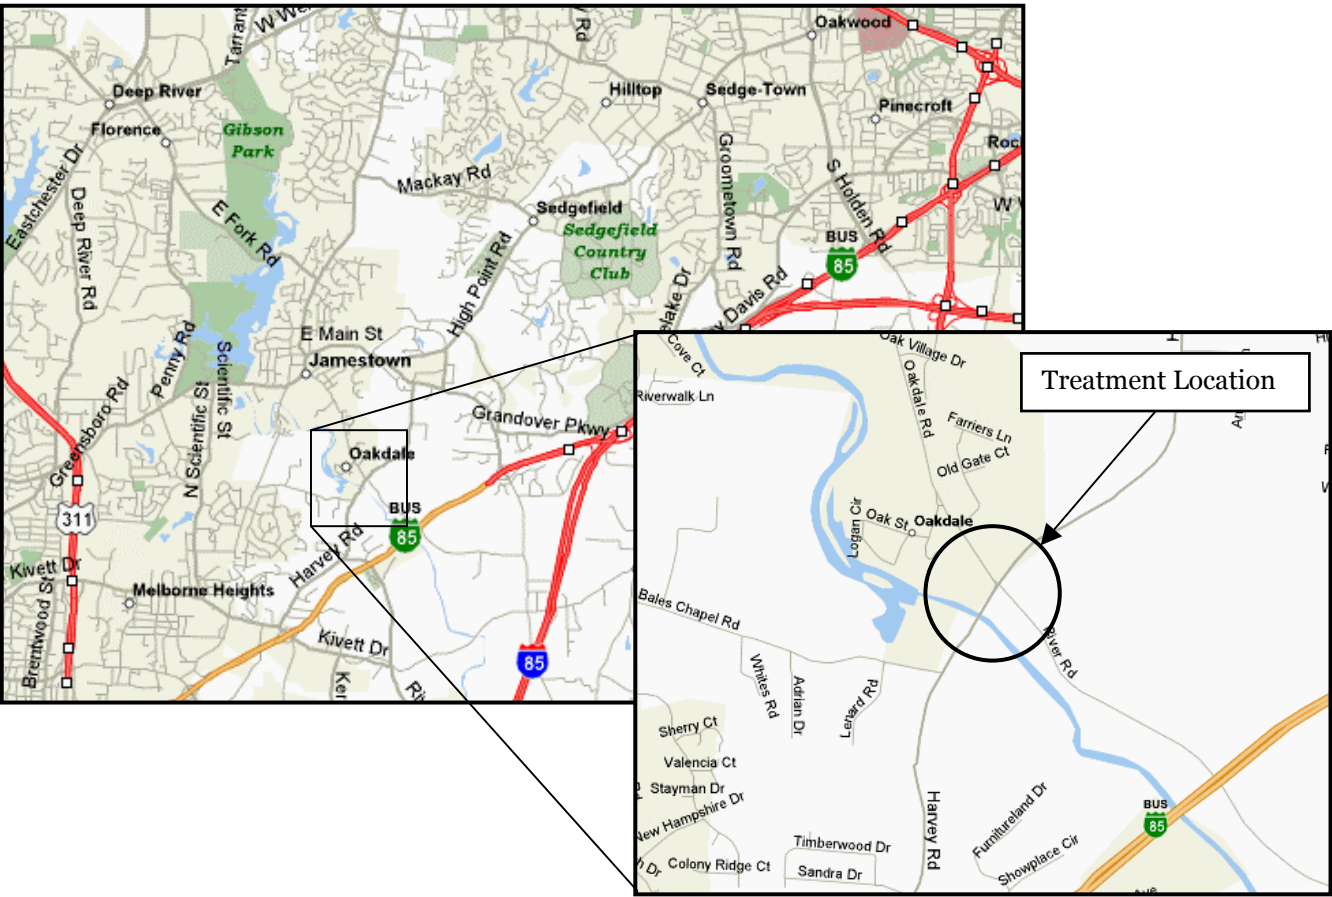 Oakwood
Deep River
Hilltop
Sedge-Town
Pinecroft
Florence
Gibson
Park
Eastchester Dr
Deep River Rd
E Fork Rd
Mackay Rd
Groometown Rd
S Holden Rd
Sedgefield
Sedgefield
Country
Club
High Point Rd
BUS
85
Davis Rd
E Main St
Jamestown
Penny Rd
Scientific St
N Scientific St
Greensboro Rd
Grandover Pkwy
Oakdale
311
BUS
85
Harvey Rd
Kivett Dr
Melborne Heights
Brentwood St
Kivett Dr
Ker
85
Treatment Location
Oak Village Dr
Cove Ct
Riverwalk Ln
Oakdale Rd
Farriers Ln
Old Gate Ct
Logan Cir
Oak St
Oakdale
Bales Chapel Rd
River Rd
Whites Rd
Adrian Dr
Lenard Rd
Sherry Ct
Valencia Ct
Stayman Dr
New Hampshire Dr
Colony Ridge Ct
Timberwood Dr
Sandra Dr
Harvey Rd
Furnitureland Dr
Showplace Cir
BUS
85
Ave